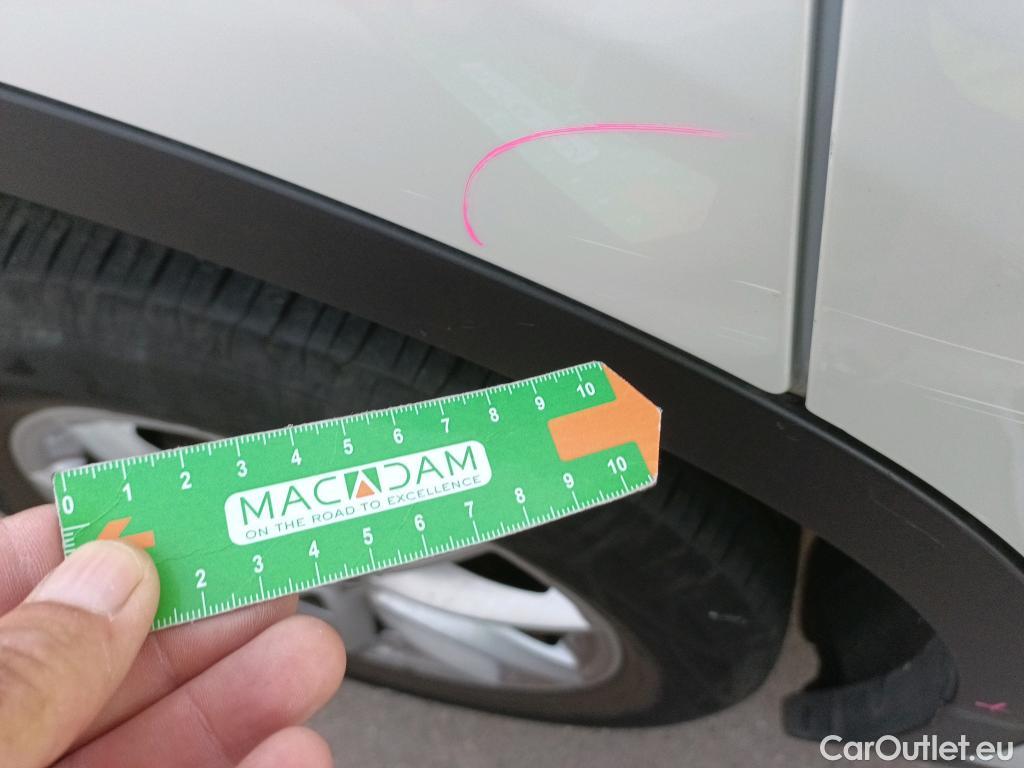 0 1 2 3 4 5 6 7 8 9 10
MACADAM
ON THE ROAD TO EXCELLENCE
2 3 4 5 6 7 8 9 10
CarOutlet.eu